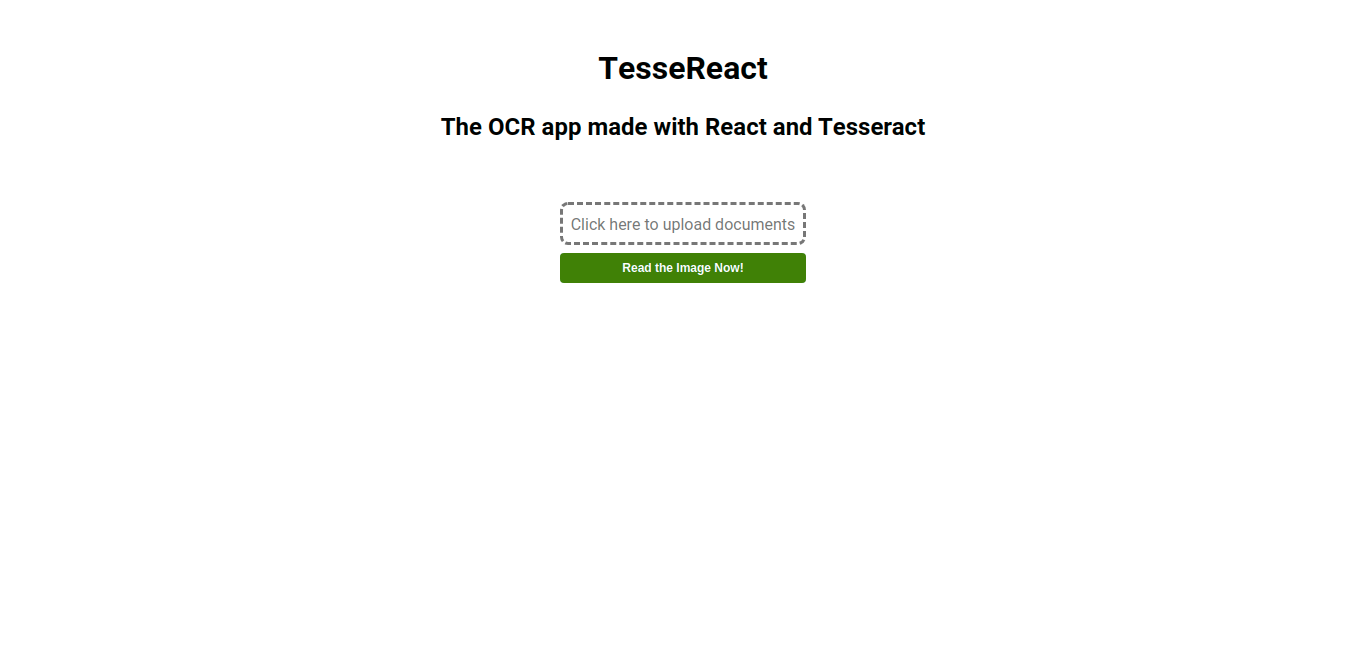 TesseReact
The OCR app made with React and Tesseract
Click here to upload documents
Read the Image Now!